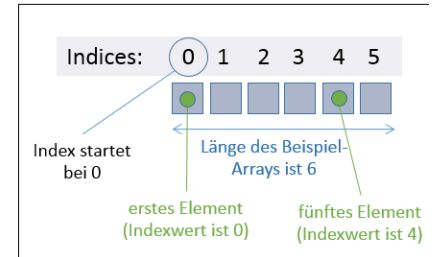 Indices: 0 1 2 3 4 5
Index startet
bei 0
Länge des Beispiel-
Arrays ist 6
erstes Element
(Indexwert ist 0)
fünftes Element
(Indexwert ist 4)